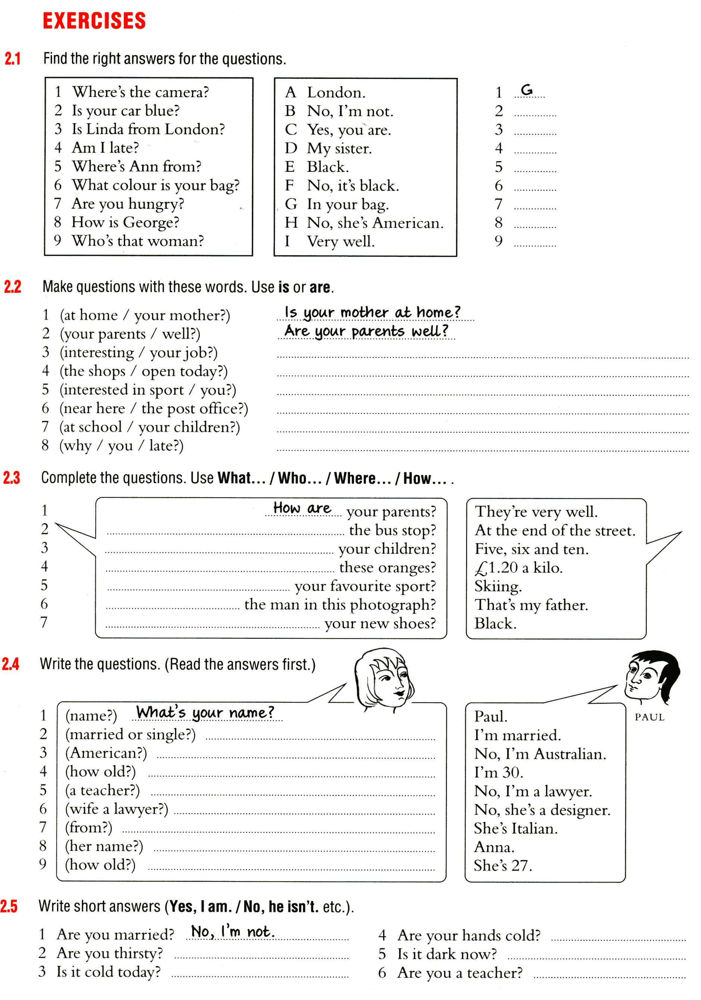 EXERCISES
2.1 Find the right answers for the questions.
1 Where's the camera?
2 Is your car blue?
3 Is Linda from London?
4 Am I late?
5 Where's Ann from?
6 What colour is your bag?
7 Are you hungry?
8 How is George?
9 Who's that woman?
A London.
B No, I'm not.
C Yes, you are.
D My sister.
E Black.
F No, it's black.
G In your bag.
H No, she's American.
I Very well.
1 G
2
3
4
5
6
7
8
9
2.2 Make questions with these words. Use is or are.
1 (at home / your mother?) Is your mother at home?
2 (your parents / well?) Are your parents well?
3 (interesting / your job?)
4 (the shops / open today?)
5 (interested in sport / you?)
6 (near here / the post office?)
7 (at school / your children?)
8 (why / you / late?)
2.3 Complete the questions. Use What... / Who... / Where... / How... .
1 How are your parents? They're very well.
2 the bus stop? At the end of the street.
3 your children? Five, six and ten.
4 these oranges? £1.20 a kilo.
5 your favourite sport? Skiing.
6 the man in this photograph? That's my father.
7 your new shoes? Black.
2.4 Write the questions. (Read the answers first.)
1 (name?) What's your name? Paul. PAUL
2 (married or single?) I'm married.
3 (American?) No, I'm Australian.
4 (how old?) I'm 30.
5 (a teacher?) No, I'm a lawyer.
6 (wife a lawyer?) No, she's a designer.
7 (from?) She's Italian.
8 (her name?) Anna.
9 (how old?) She's 27.
2.5 Write short answers (Yes, I am. / No, he isn't. etc.).
1 Are you married? No, I'm not.
2 Are you thirsty?
3 Is it cold today?
4 Are your hands cold?
5 Is it dark now?
6 Are you a teacher?